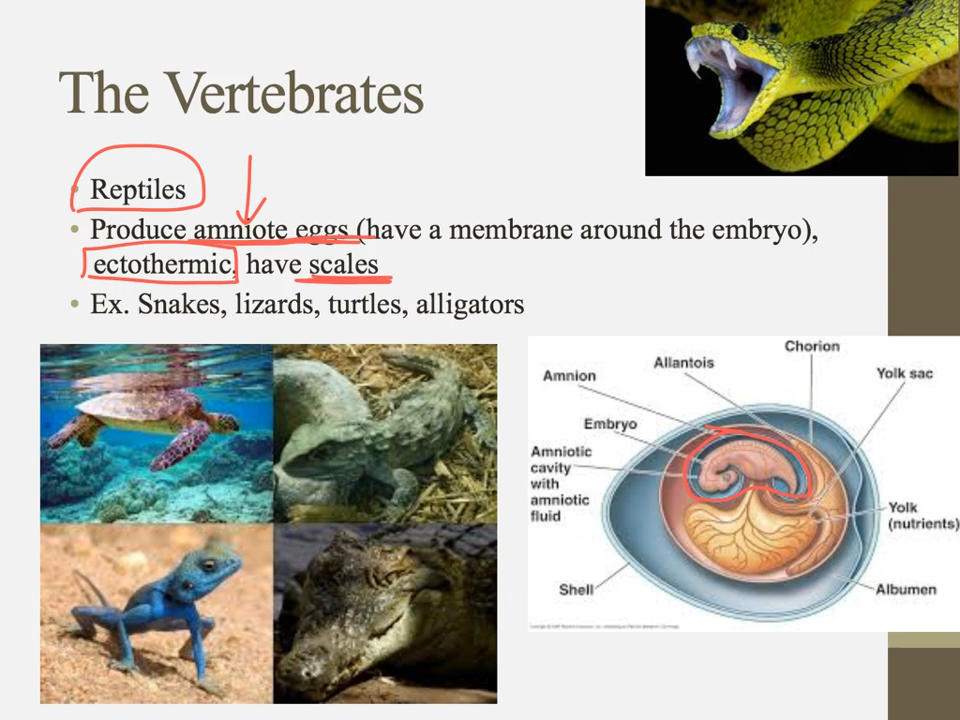 The Vertebrates
• Reptiles
• Produce amniote eggs (have a membrane around the embryo),
ectothermic, have scales
• Ex. Snakes, lizards, turtles, alligators
Chorion
Allantois
Yolk sac
Amnion
Embryo
Amniotic
cavity
with
amniotic
fluid
Yolk
(nutrients)
Shell
Albumen